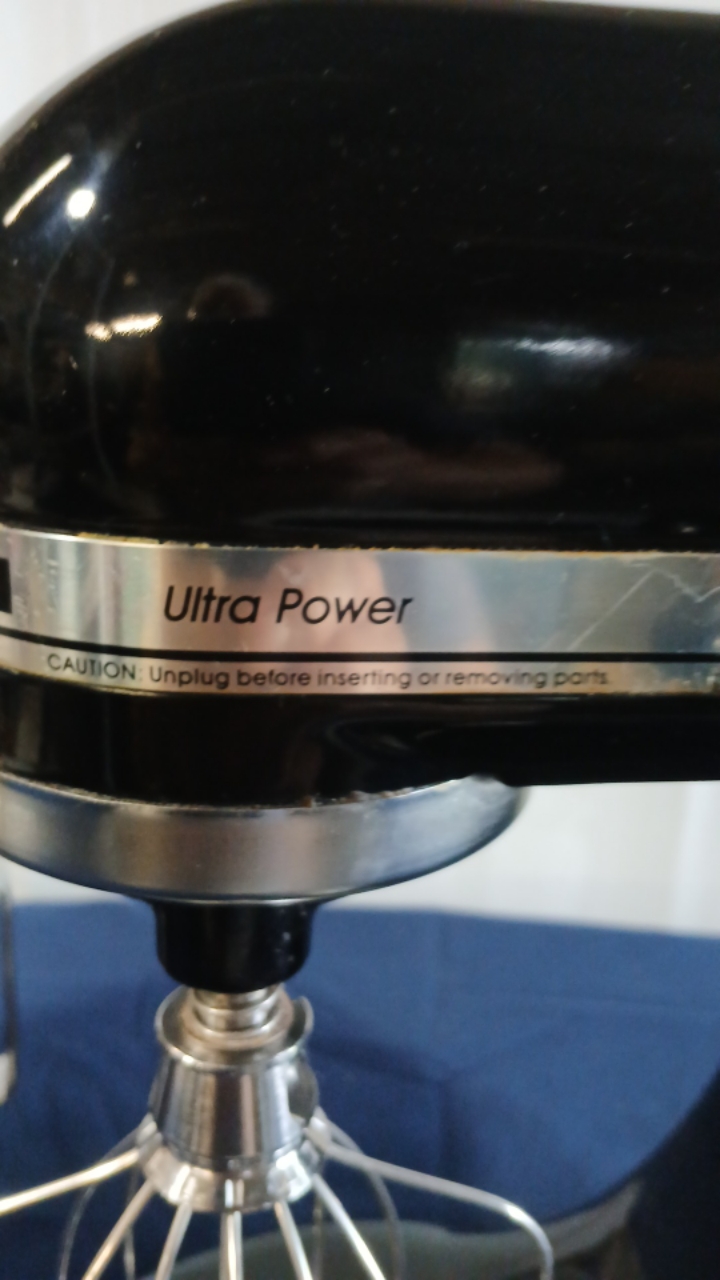 Ultra Power
CAUTION: Unplug before inserting or removing parts.